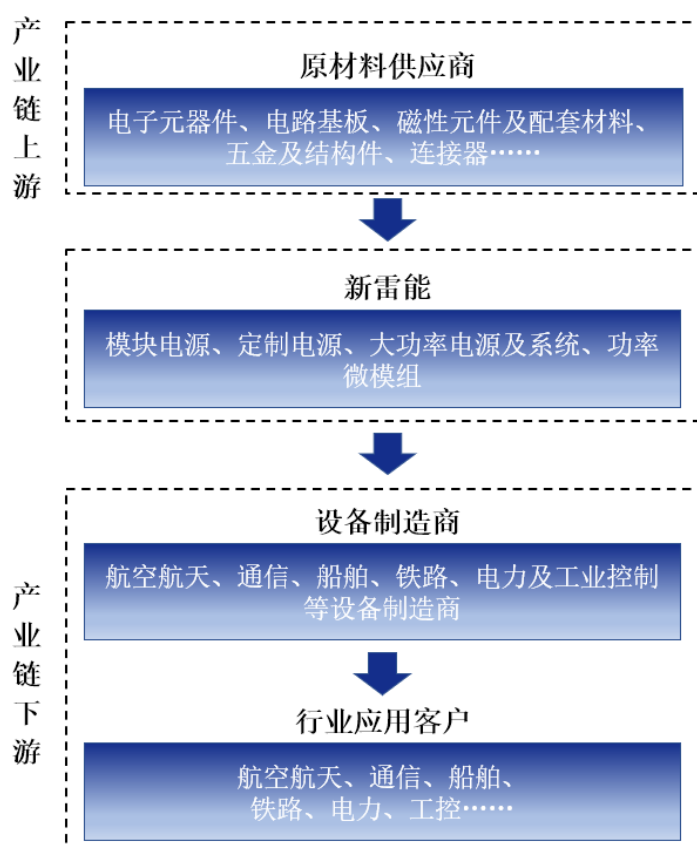 产业链上游
原材料供应商
电子元器件、电路基板、磁性元件及配套材料、
五金及结构件、连接器……
新雷能
模块电源、定制电源、大功率电源及系统、功率
微模组
产业链下游
设备制造商
航空航天、通信、船舶、铁路、电力及工业控制
等设备制造商
行业应用客户
航空航天、通信、船舶、
铁路、电力、工控……